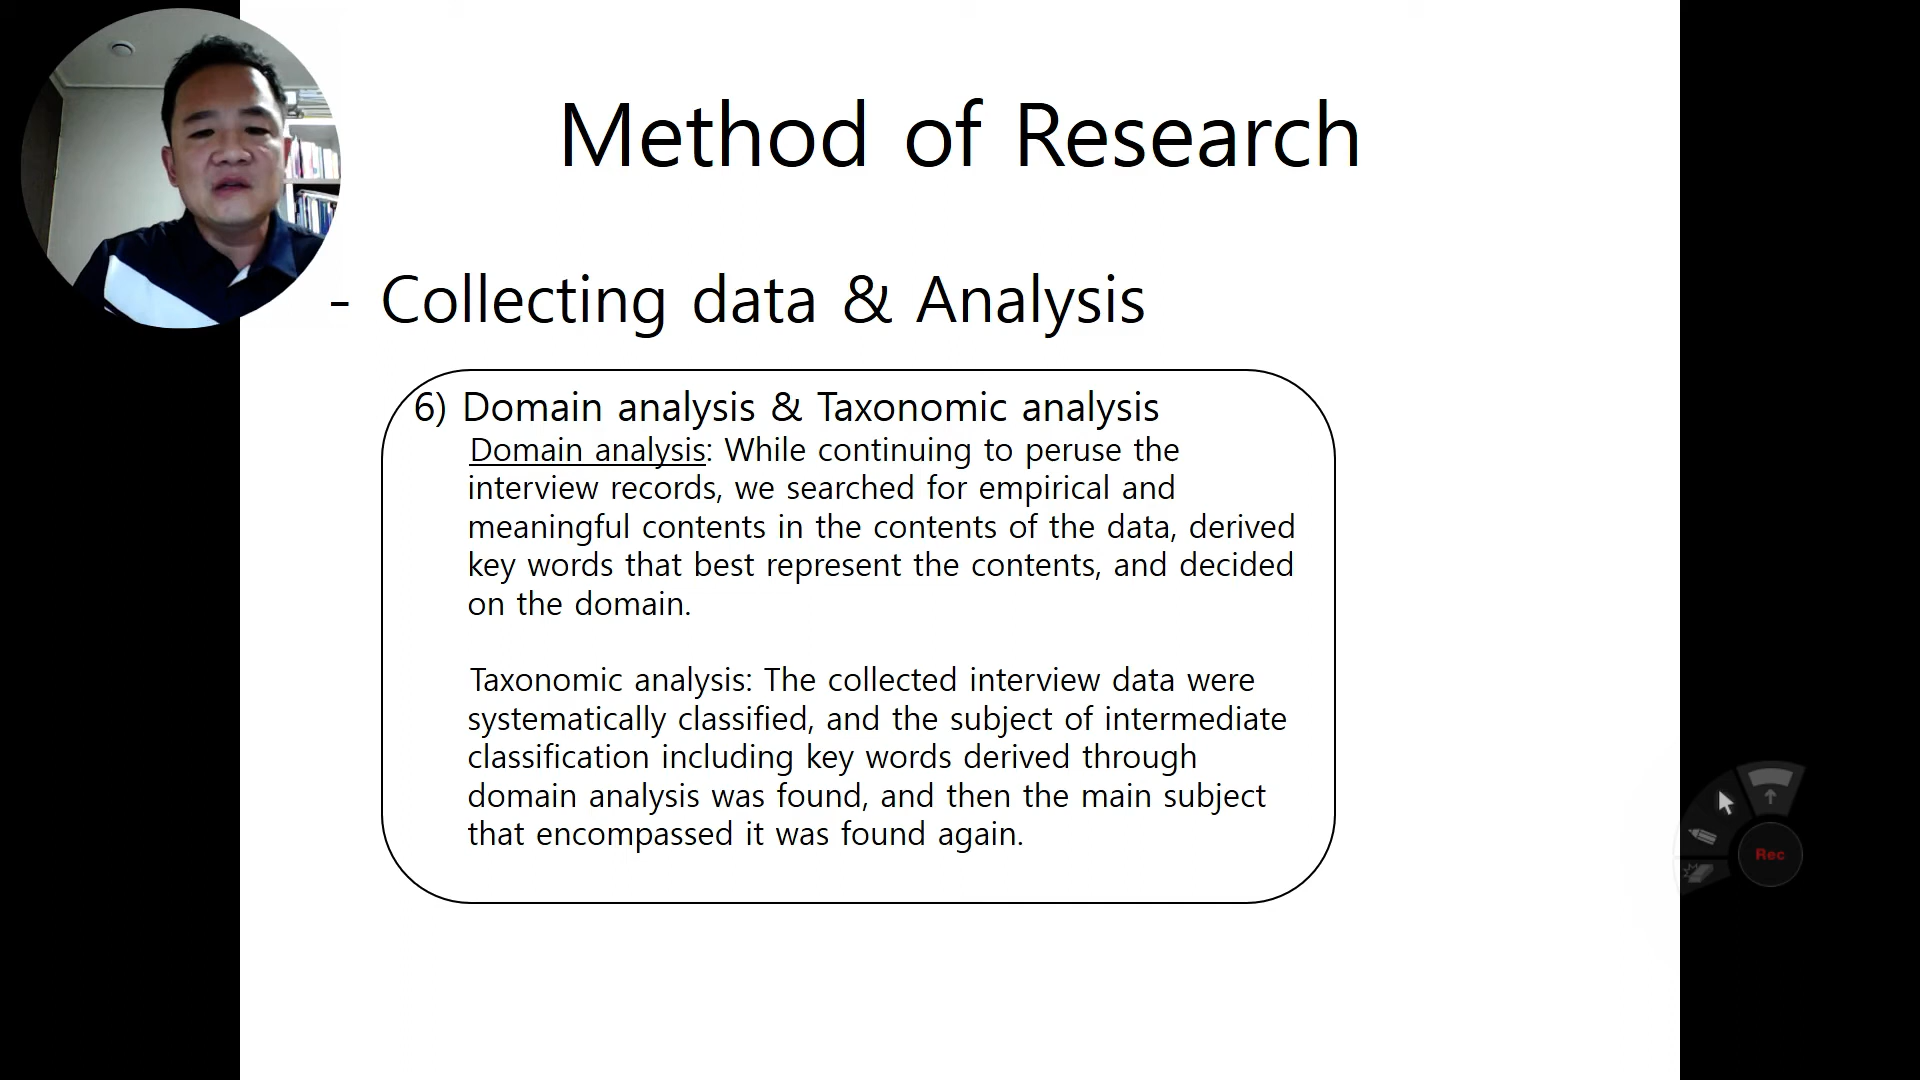 Method of Research
- Collecting data & Analysis
6) Domain analysis & Taxonomic analysis
Domain analysis: While continuing to peruse the
interview records, we searched for empirical and
meaningful contents in the contents of the data, derived
key words that best represent the contents, and decided
on the domain.
Taxonomic analysis: The collected interview data were
systematically classified, and the subject of intermediate
classification including key words derived through
domain analysis was found, and then the main subject
that encompassed it was found again.
Rec